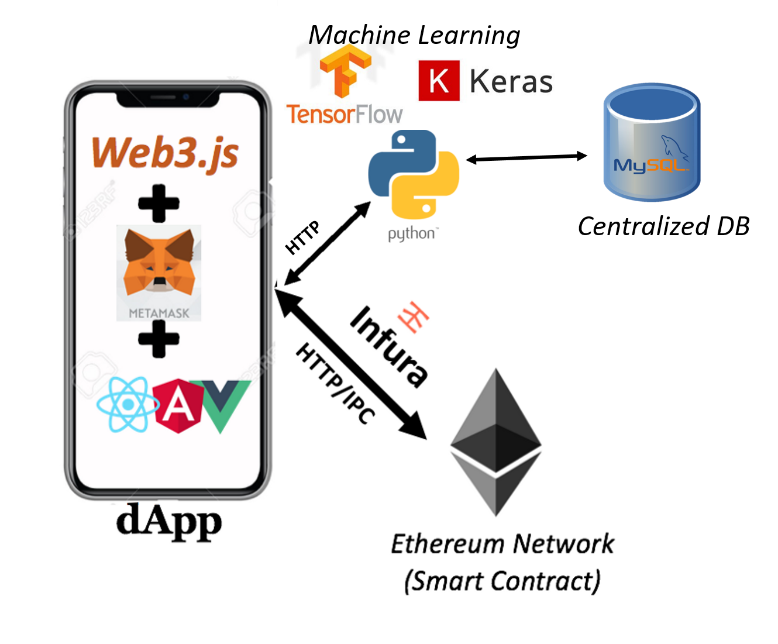 Machine Learning
TensorFlow
K Keras
Web3.js
MySQL
python
Centralized DB
HTTP
METAMASK
Infura
HTTP/IPC
A
dApp
Ethereum Network
(Smart Contract)